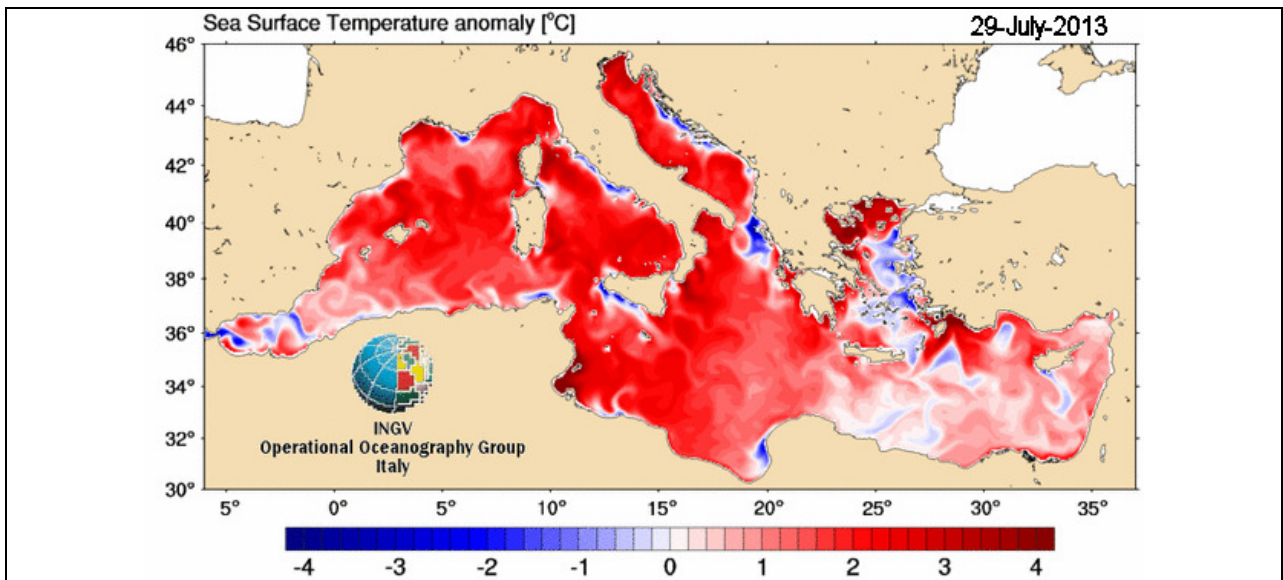 Sea Surface Temperature anomaly [°C] 29-July-2013
46°
44°
42°
40°
38°
36°
34°
32°
30°
INGV
Operational Oceanography Group
Italy
5° 0° 5° 10° 15° 20° 25° 30° 35°
-4 -3 -2 -1 0 1 2 3 4